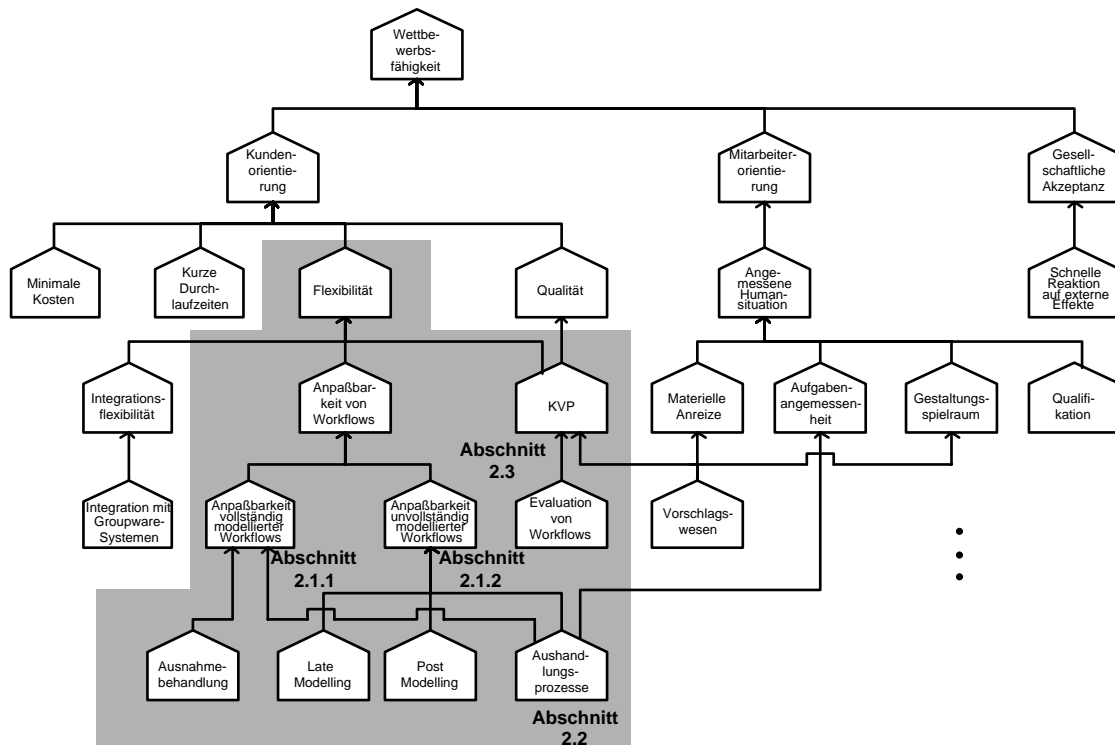 Wettbe-
werbs-
fähigkeit
Kunden-
orientie-
rung
Mitarbeiter-
orientie-
rung
Gesell-
schaftliche
Akzeptanz
Minimale
Kosten
Kurze
Durch-
laufzeiten
Flexibilität
Qualität
Ange-
messene
Human-
situation
Schnelle
Reaktion
auf externe
Effekte
Integrations-
flexibilität
Anpaßbar-
keit von
Workflows
KVP
Materielle
Anreize
Aufgaben-
angemessen-
heit
Gestaltungs-
spielraum
Qualifi-
kation
Abschnitt
2.3
Integration mit
Groupware-
Systemen
Anpaßbarkeit
vollständig
modellierter
Workflows
Anpaßbarkeit
unvollständig
modellierter
Workflows
Evaluation
von
Workflows
Vorschlags-
wesen
Abschnitt
2.1.1
Abschnitt
2.1.2
Ausnahme-
behandlung
Late
Modelling
Post
Modelling
Aushand-
lungs-
prozesse
Abschnitt
2.2